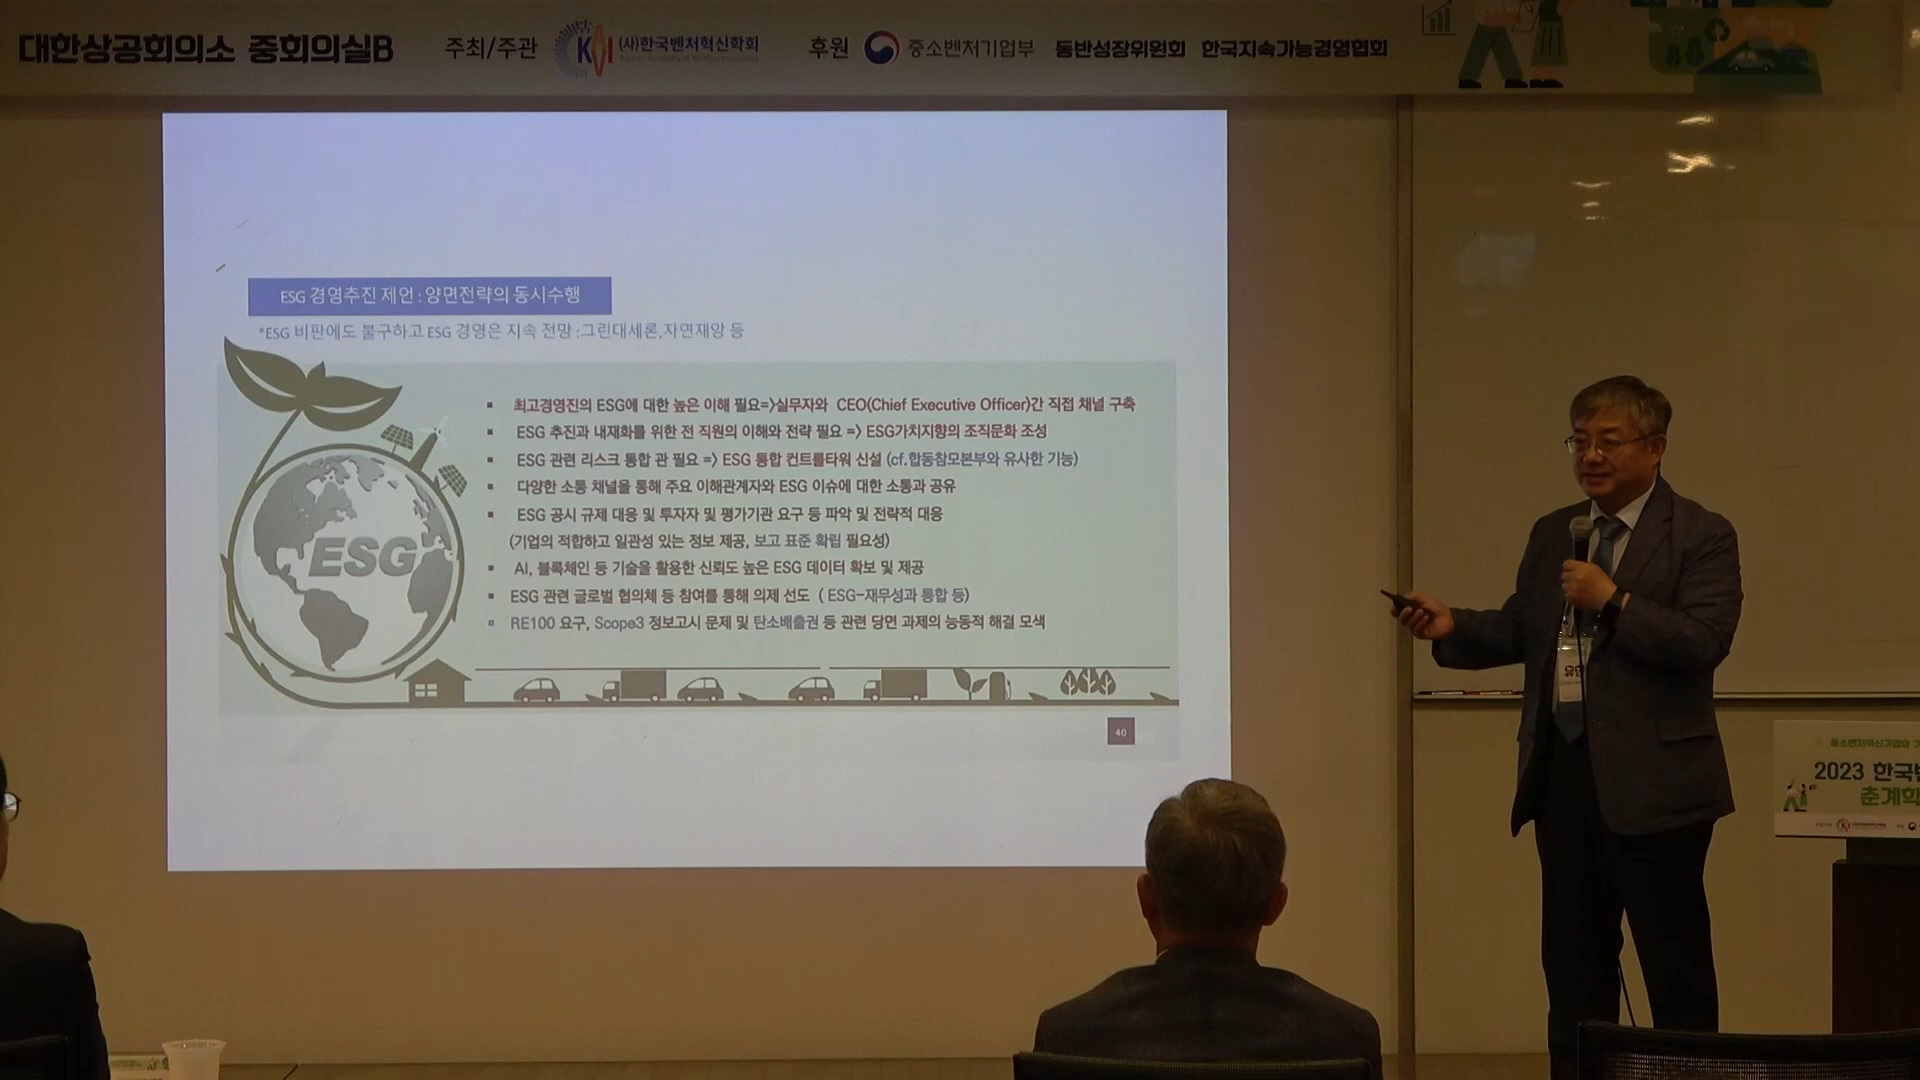 대한상공회의소 중회의실B 주최/주관 (사)한국벤처혁신학회 후원 중소벤처기업부 동반성장위원회 한국지속가능경영협회
ESG 경영추진 제언 : 양면전략의 동시수행
*ESG 비판에도 불구하고 ESG 경영은 지속 전망 :그린대세론,자연재앙 등
▪ 최고경영진의 ESG에 대한 높은 이해 필요=>실무자와 CEO(Chief Executive Officer)간 직접 채널 구축
▪ ESG 추진과 내재화를 위한 전 직원의 이해와 전략 필요 => ESG가치지향의 조직문화 조성
▪ ESG 관련 리스크 통합 관 필요 => ESG 통합 컨트롤타워 신설 (cf.합동참모본부와 유사한 기능)
▪ 다양한 소통 채널을 통해 주요 이해관계자와 ESG 이슈에 대한 소통과 공유
▪ ESG 공시 규제 대응 및 투자자 및 평가기관 요구 등 파악 및 전략적 대응
(기업의 적합하고 일관성 있는 정보 제공, 보고 표준 확립 필요성)
▪ AI, 블록체인 등 기술을 활용한 신뢰도 높은 ESG 데이터 확보 및 제공
▪ ESG 관련 글로벌 협의체 등 참여를 통해 의제 선도 ( ESG-재무성과 통합 등)
▫ RE100 요구, Scope3 정보고시 문제 및 탄소배출권 등 관련 당면 과제의 능동적 해결 모색
ESG
40
중소벤처혁신기업의
2023 한국
춘계학